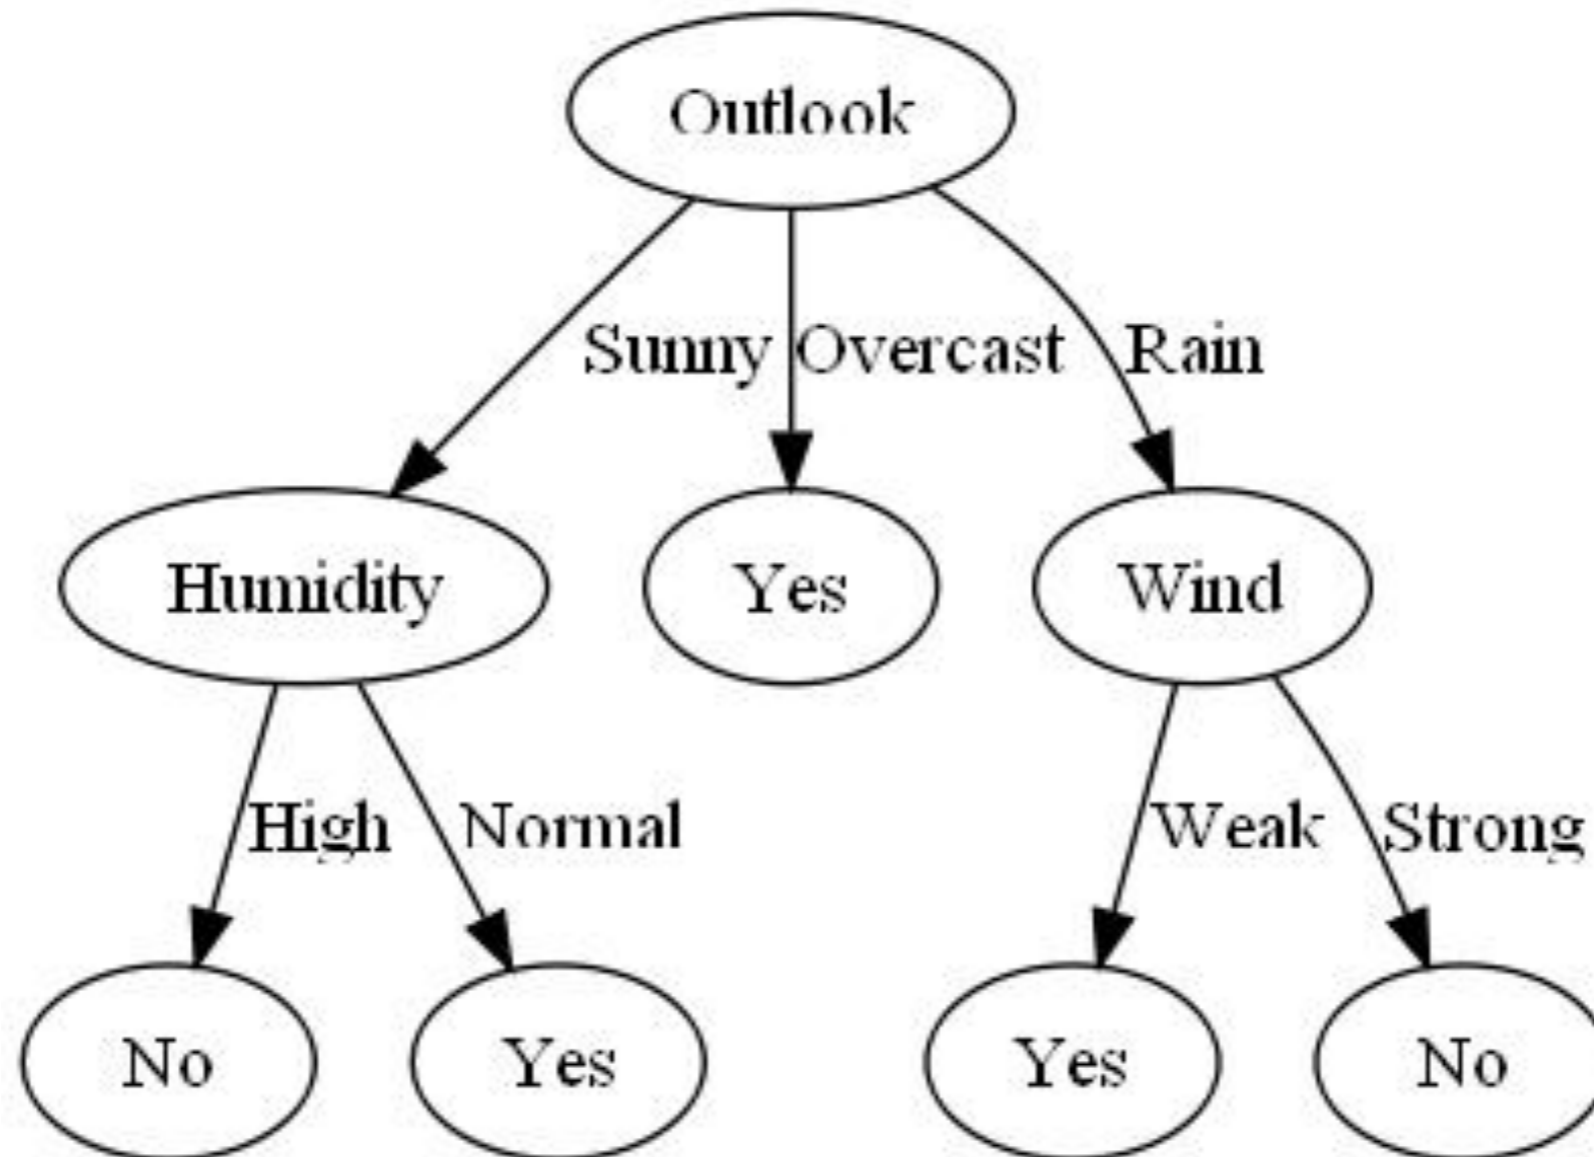 Outlook
Sunny Overcast Rain
Humidity Yes Wind
High Normal Weak Strong
No Yes Yes No